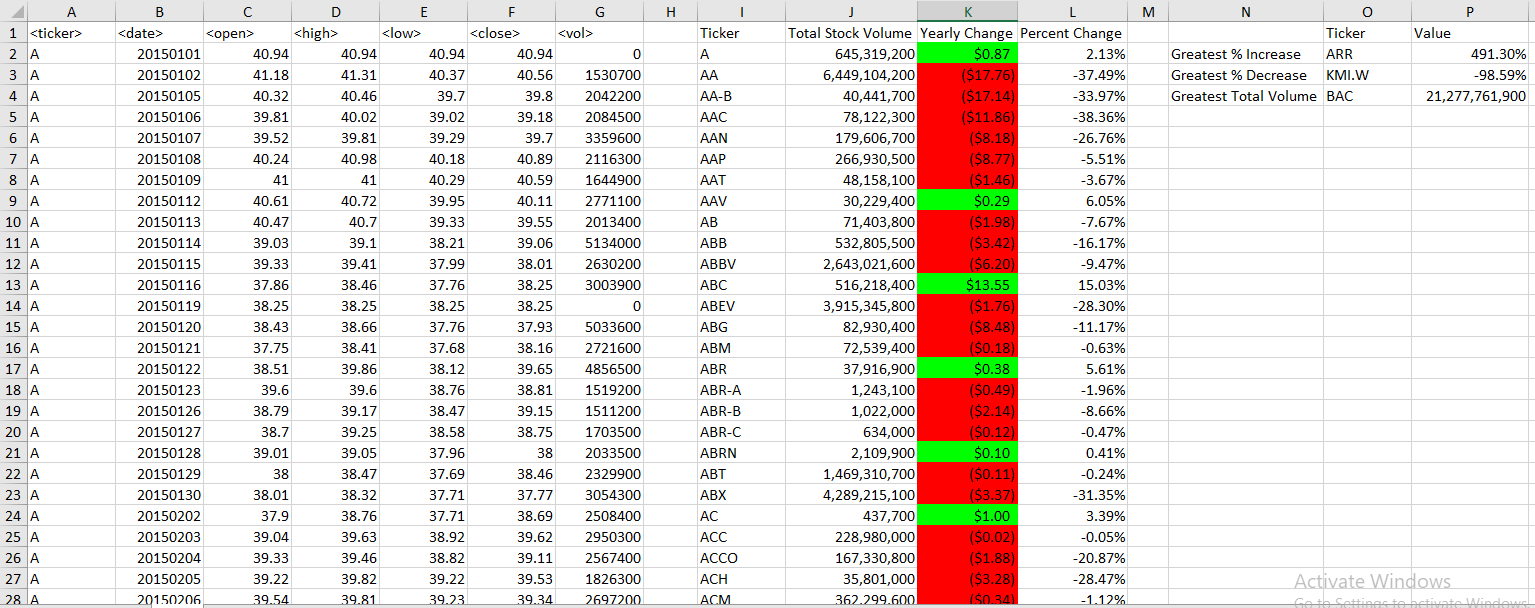 A B C D E F G H I J K L M N O P
1 <ticker> <date> <open> <high> <low> <close> <vol> Ticker Total Stock Volume Yearly Change Percent Change Ticker Value
2 A 20150101 40.94 40.94 40.94 40.94 0 A 645,319,200 $0.87 2.13% Greatest % Increase ARR 491.30%
3 A 20150102 41.18 41.31 40.37 40.56 1530700 AA 6,449,104,200 ($17.76) -37.49% Greatest % Decrease KMI.W -98.59%
4 A 20150105 40.32 40.46 39.7 39.8 2042200 AA-B 40,441,700 ($17.14) -33.97% Greatest Total Volume BAC 21,277,761,900
5 A 20150106 39.81 40.02 39.02 39.18 2084500 AAC 78,122,300 ($11.86) -38.36%
6 A 20150107 39.52 39.81 39.29 39.7 3359600 AAN 179,606,700 ($8.18) -26.76%
7 A 20150108 40.24 40.98 40.18 40.89 2116300 AAP 266,930,500 ($8.77) -5.51%
8 A 20150109 41 41 40.29 40.59 1644900 AAT 48,158,100 ($1.46) -3.67%
9 A 20150112 40.61 40.72 39.95 40.11 2771100 AAV 30,229,400 $0.29 6.05%
10 A 20150113 40.47 40.7 39.33 39.55 2013400 AB 71,403,800 ($1.98) -7.67%
11 A 20150114 39.03 39.1 38.21 39.06 5134000 ABB 532,805,500 ($3.42) -16.17%
12 A 20150115 39.33 39.41 37.99 38.01 2630200 ABBV 2,643,021,600 ($6.20) -9.47%
13 A 20150116 37.86 38.46 37.76 38.25 3003900 ABC 516,218,400 $13.55 15.03%
14 A 20150119 38.25 38.25 38.25 38.25 0 ABEV 3,915,345,800 ($1.76) -28.30%
15 A 20150120 38.43 38.66 37.76 37.93 5033600 ABG 82,930,400 ($8.48) -11.17%
16 A 20150121 37.75 38.41 37.68 38.16 2721600 ABM 72,539,400 ($0.18) -0.63%
17 A 20150122 38.51 39.86 38.12 39.65 4856500 ABR 37,916,900 $0.38 5.61%
18 A 20150123 39.6 39.6 38.76 38.81 1519200 ABR-A 1,243,100 ($0.49) -1.96%
19 A 20150126 38.79 39.17 38.47 39.15 1511200 ABR-B 1,022,000 ($2.14) -8.66%
20 A 20150127 38.7 39.25 38.58 38.75 1703500 ABR-C 634,000 ($0.12) -0.47%
21 A 20150128 39.01 39.05 37.96 38 2033500 ABRN 2,109,900 $0.10 0.41%
22 A 20150129 38 38.47 37.69 38.46 2329900 ABT 1,469,310,700 ($0.11) -0.24%
23 A 20150130 38.01 38.32 37.71 37.77 3054300 ABX 4,289,215,100 ($3.37) -31.35%
24 A 20150202 37.9 38.76 37.71 38.69 2508400 AC 437,700 $1.00 3.39%
25 A 20150203 39.04 39.63 38.92 39.62 2950300 ACC 228,980,000 ($0.02) -0.05%
26 A 20150204 39.33 39.46 38.82 39.11 2567400 ACCO 167,330,800 ($1.88) -20.87%
27 A 20150205 39.22 39.82 39.22 39.53 1826300 ACH 35,801,000 ($3.28) -28.47%
Activate Windows
28 A 20150206 39.54 39.81 39.23 39.34 2697200 ACM 362,299,600 ($0.34) -1.12%
Go to Settings to activate Windows